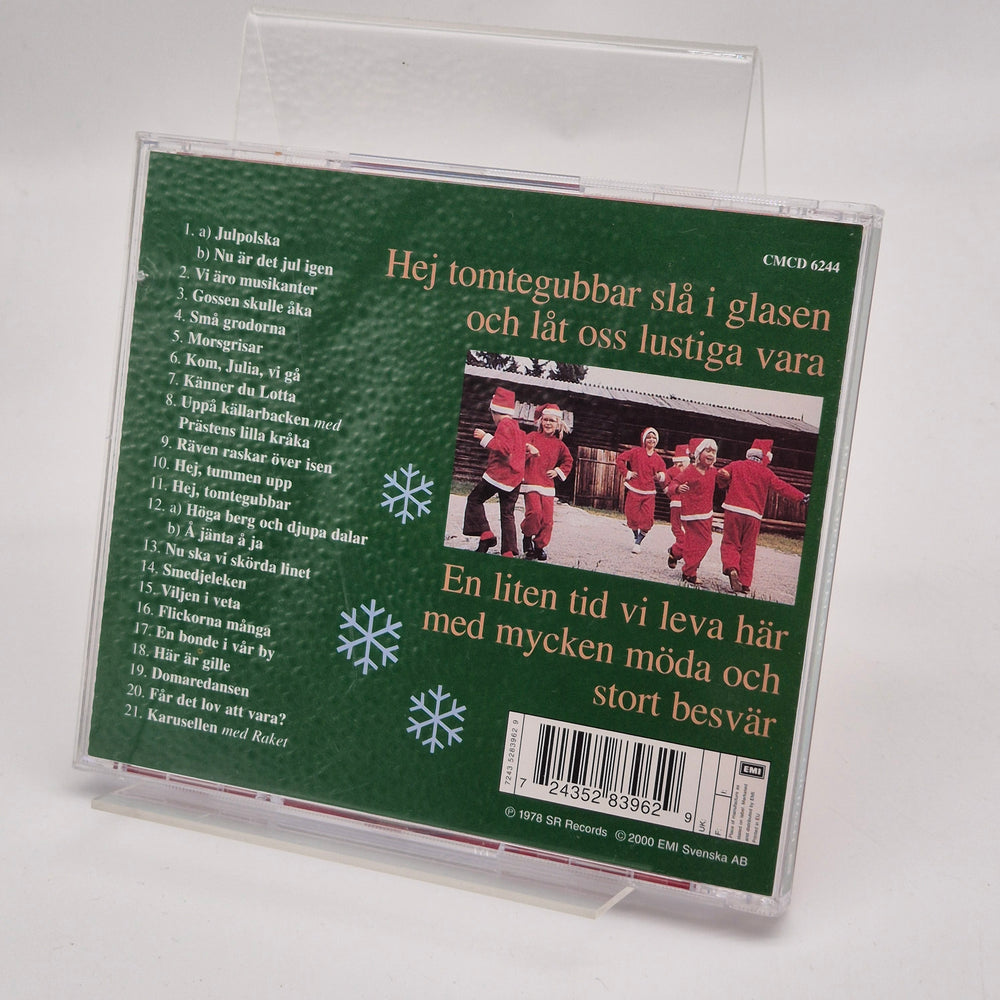 1. a) Julpolska
b) Nu är det jul igen
2. Vi äro musikanter
3. Gossen skulle åka
4. Små grodorna
5. Morsgrisar
6. Kom, Julia, vi gå
7. Känner du Lotta
8. Uppå källarbacken med
Prästens lilla kråka
9. Räven raskar över isen
10. Hej, tummen upp
11. Hej, tomtegubbar
12. a) Höga berg och djupa dalar
b) Å jänta å ja
13. Nu ska vi skörda linet
14. Smedjeleken
15. Viljen i veta
16. Flickorna många
17. En bonde i vår by
18. Här är gille
19. Domaredansen
20. Får det lov att vara?
21. Karusellen med Raket
CMCD 6244
Hej tomtegubbar slå i glasen
och låt oss lustiga vara
En liten tid vi leva här
med mycken möda och
stort besvär
7243 5283962 9
7 24352 83962 9
UK:
F:
I:
EMI
Printed in EU
℗ 1978 SR Records © 2000 EMI Svenska AB